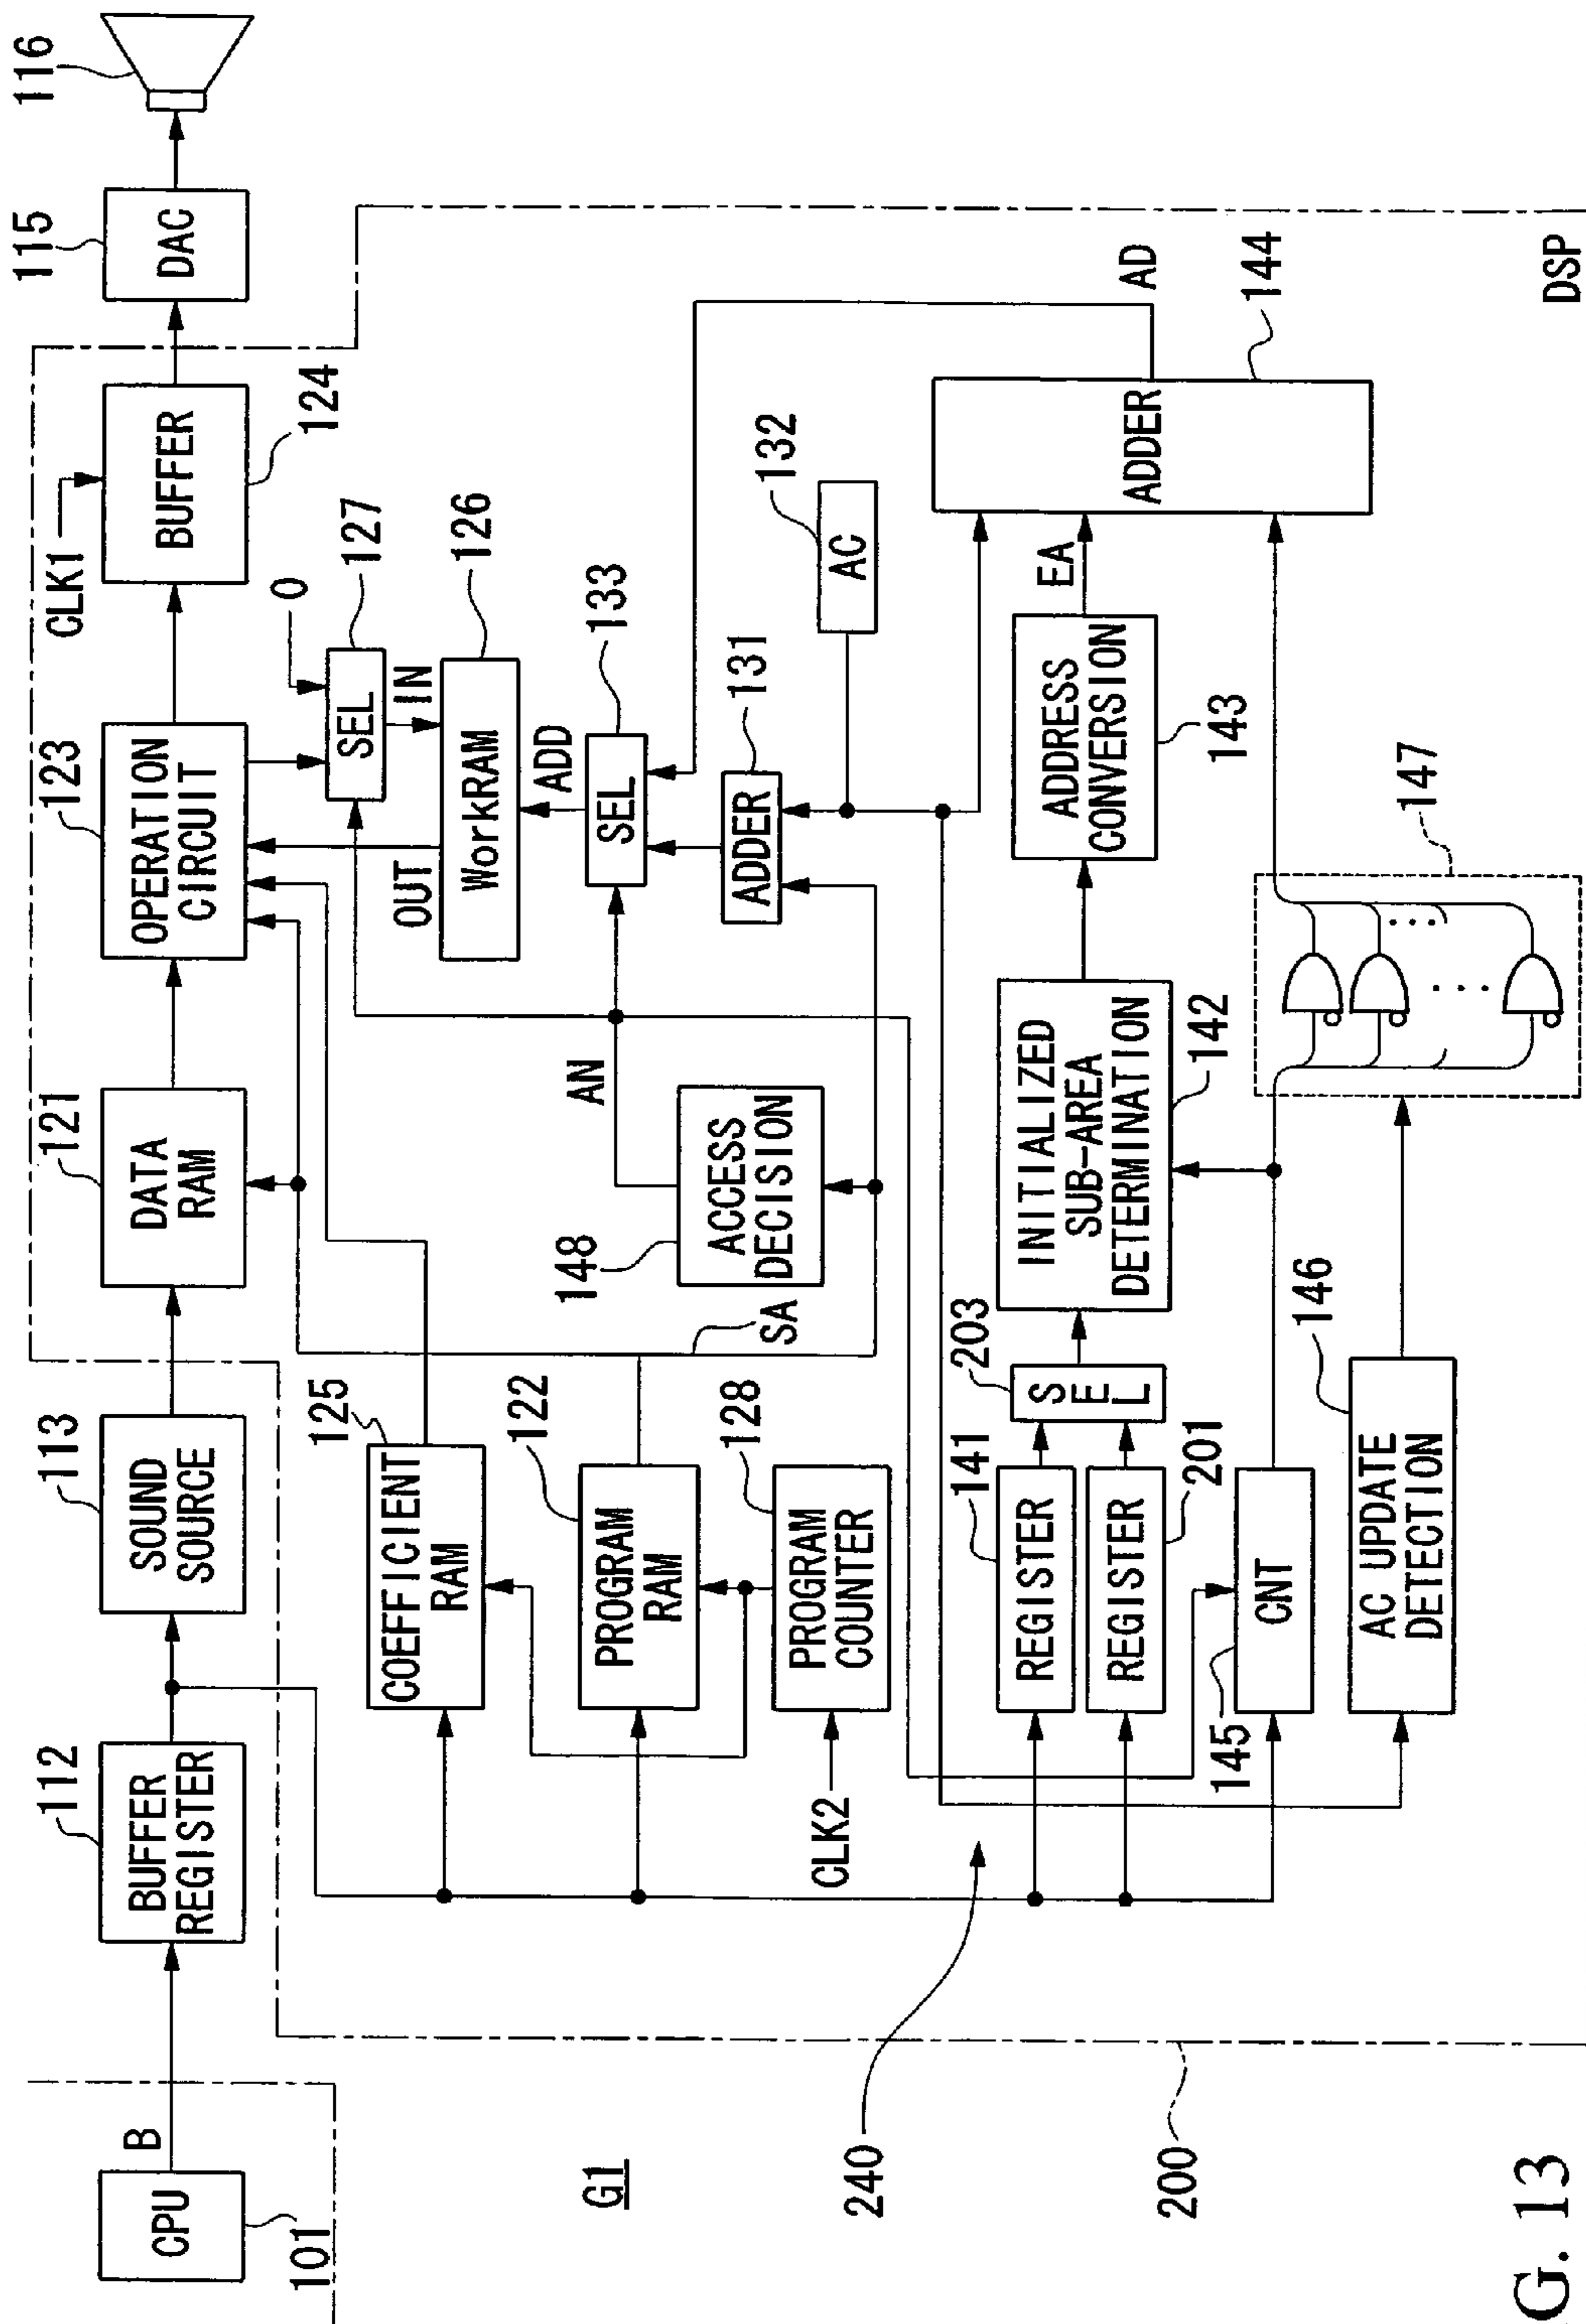 G1
CPU
101
B
BUFFER
REGISTER
112
SOUND
SOURCE
113
DATA
RAM
121
OPERATION
CIRCUIT
123
BUFFER
124
CLK1
DAC
115
116
COEFFICIENT
RAM
125
PROGRAM
RAM
122
PROGRAM
COUNTER
128
CLK2
SA
ACCESS
DECISION
148
AN
SEL
127
0
IN
OUT
WorkRAM
126
ADD
SEL
133
ADDER
131
AC
132
AD
REGISTER
141
REGISTER
201
SEL
203
INITIALIZED
SUB-AREA
DETERMINATION
142
ADDRESS
CONVERSION
143
EA
ADDER
144
CNT
145
AC UPDATE
DETECTION
146
147
240
200
DSP
G. 13